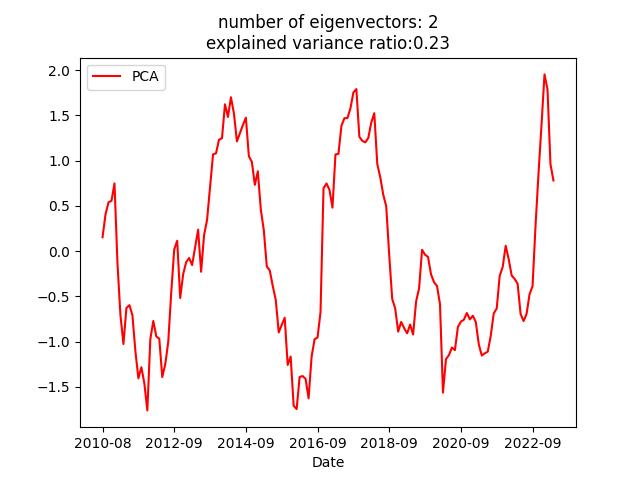 number of eigenvectors: 2
explained variance ratio:0.23
PCA
2.0
1.5
1.0
0.5
0.0
−0.5
−1.0
−1.5
2010-08 2012-09 2014-09 2016-09 2018-09 2020-09 2022-09
Date